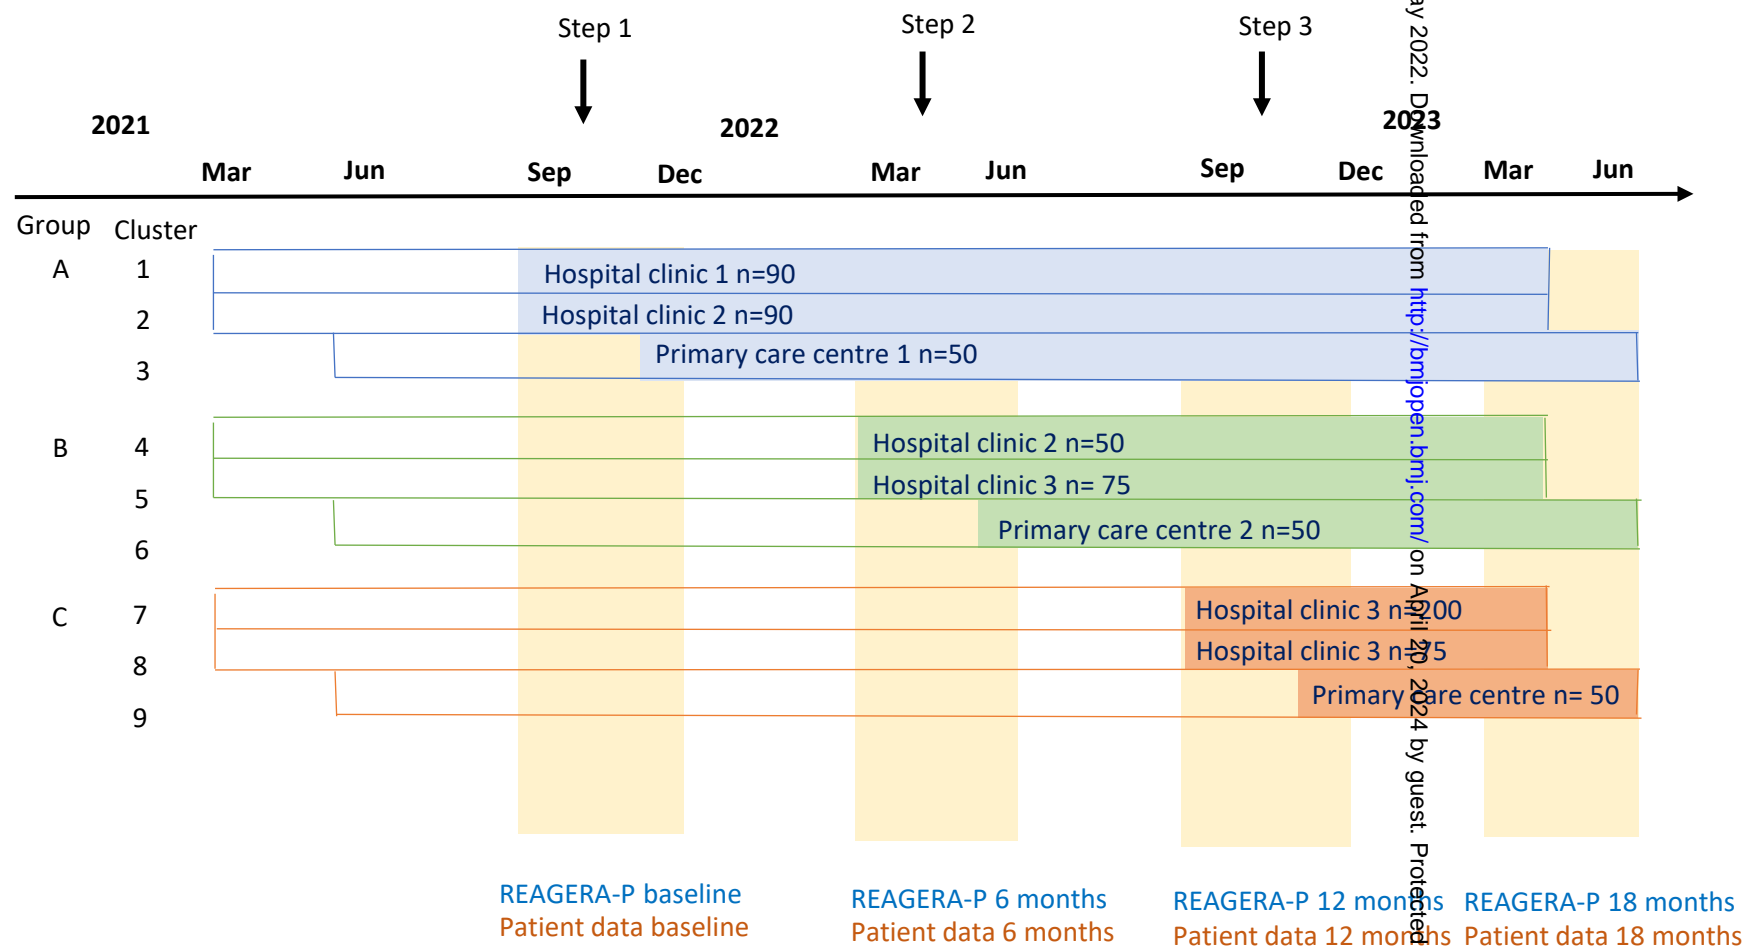 Step 1
Step 2
Step 3
2021
2022
2023
Mar Jun Sep Dec Mar Jun Sep Dec Mar Jun
Group Cluster
A 1 Hospital clinic 1 n=90
2 Hospital clinic 2 n=90
3 Primary care centre 1 n=50
B 4 Hospital clinic 2 n=50
5 Hospital clinic 3 n= 75
6 Primary care centre 2 n=50
C 7 Hospital clinic 3 n=200
8 Hospital clinic 3 n=75
9 Primary care centre n= 50
REAGERA-P baseline
Patient data baseline
REAGERA-P 6 months
Patient data 6 months
REAGERA-P 12 months
Patient data 12 months
REAGERA-P 18 months
Patient data 18 months
2022. Downloaded from http://bmjopen.bmj.com/ on April 20, 2024 by guest. Protected